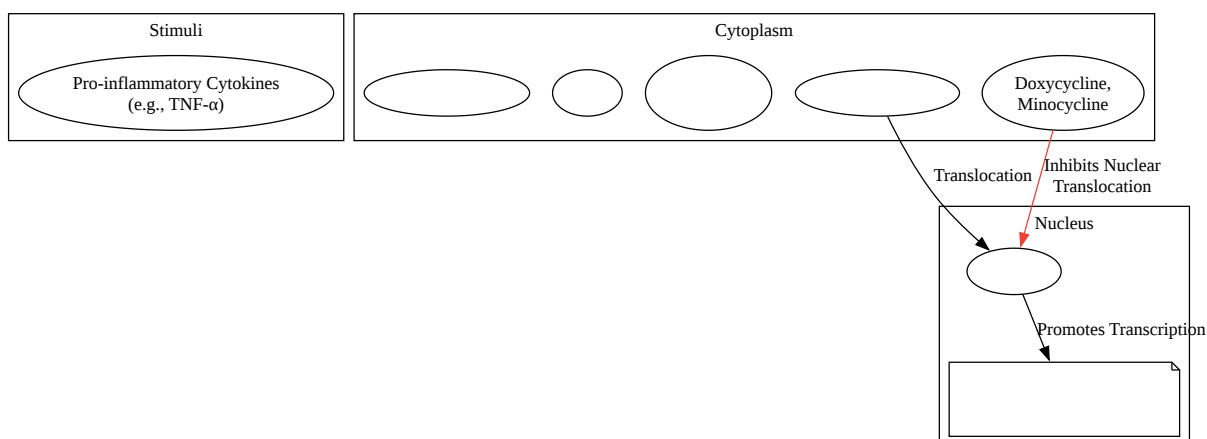 Stimuli
Cytoplasm
Pro-inflammatory Cytokines
(e.g., TNF-α)
Doxycycline,
Minocycline
Translocation
Inhibits Nuclear
Translocation
Nucleus
Promotes Transcription